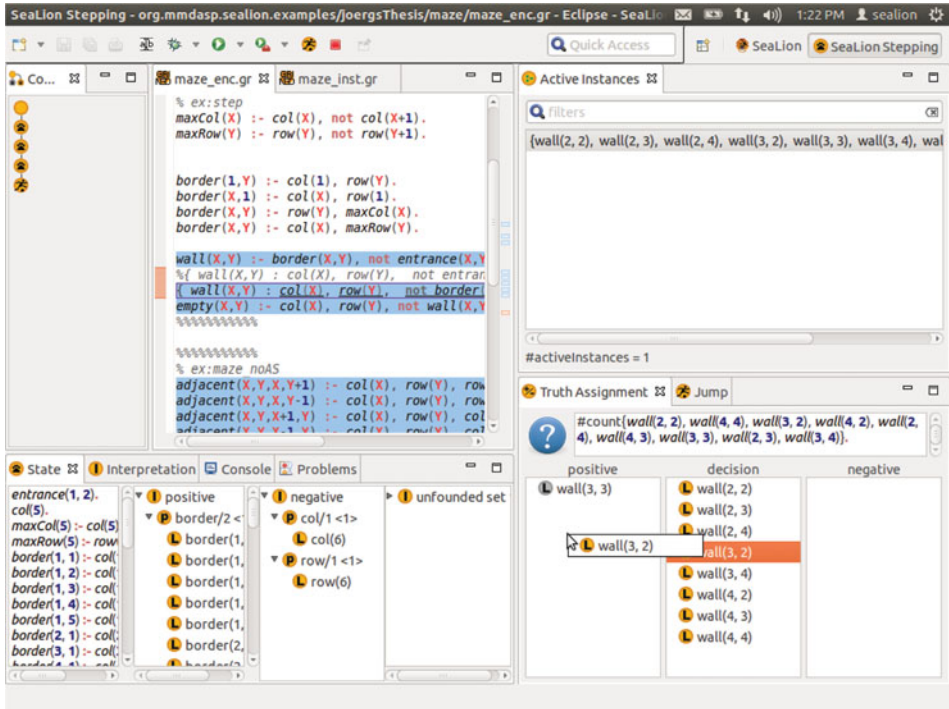 SeaLion Stepping - org.mmdasp.sealion.examples/joergsThesis/maze/maze_enc.gr - Eclipse - SeaLio 1:22 PM sealion
Quick Access SeaLion SeaLion Stepping
Co...
maze_enc.gr maze_inst.gr
% ex:step
maxCol(X) :- col(X), not col(X+1).
maxRow(Y) :- row(Y), not row(Y+1).
border(1,Y) :- col(1), row(Y).
border(X,1) :- col(X), row(1).
border(X,Y) :- row(Y), maxCol(X).
border(X,Y) :- col(X), maxRow(Y).
wall(X,Y) :- border(X,Y), not entrance(X,Y
%{ wall(X,Y) : col(X), row(Y), not entran
{ wall(X,Y) : col(X), row(Y), not border(
empty(X,Y) :- col(X), row(Y), not wall(X,Y
%%%%%%%%%%%
%%%%%%%%%%%
% ex:maze_noAS
adjacent(X,Y,X,Y+1) :- col(X), row(Y), row
adjacent(X,Y,X,Y-1) :- col(X), row(Y), row
adjacent(X,Y,X+1,Y) :- col(X), row(Y), col
adjacent(X,Y,X-1,Y) :- col(X), row(Y), col
Active Instances
filters
{wall(2, 2), wall(2, 3), wall(2, 4), wall(3, 2), wall(3, 3), wall(3, 4), wal
#activeInstances = 1
Truth Assignment Jump
#count{wall(2, 2), wall(4, 4), wall(3, 2), wall(4, 2), wall(2,
4), wall(4, 3), wall(3, 3), wall(2, 3), wall(3, 4)}.
positive decision negative
wall(3, 3)
wall(3, 2)
wall(2, 2)
wall(2, 3)
wall(2, 4)
wall(3, 2)
wall(3, 4)
wall(4, 2)
wall(4, 3)
wall(4, 4)
State Interpretation Console Problems
entrance(1, 2).
col(5).
maxCol(5) :- col(5)
maxRow(5) :- row
border(1, 1) :- col(
border(1, 2) :- col(
border(1, 3) :- col(
border(1, 4) :- col(
border(1, 5) :- col(
border(2, 1) :- col(
border(3, 1) :- col(
positive
border/2 <
border(1,
border(1,
border(1,
border(1,
border(1,
border(2,
border(2
negative
col/1 <1>
col(6)
row/1 <1>
row(6)
unfounded set